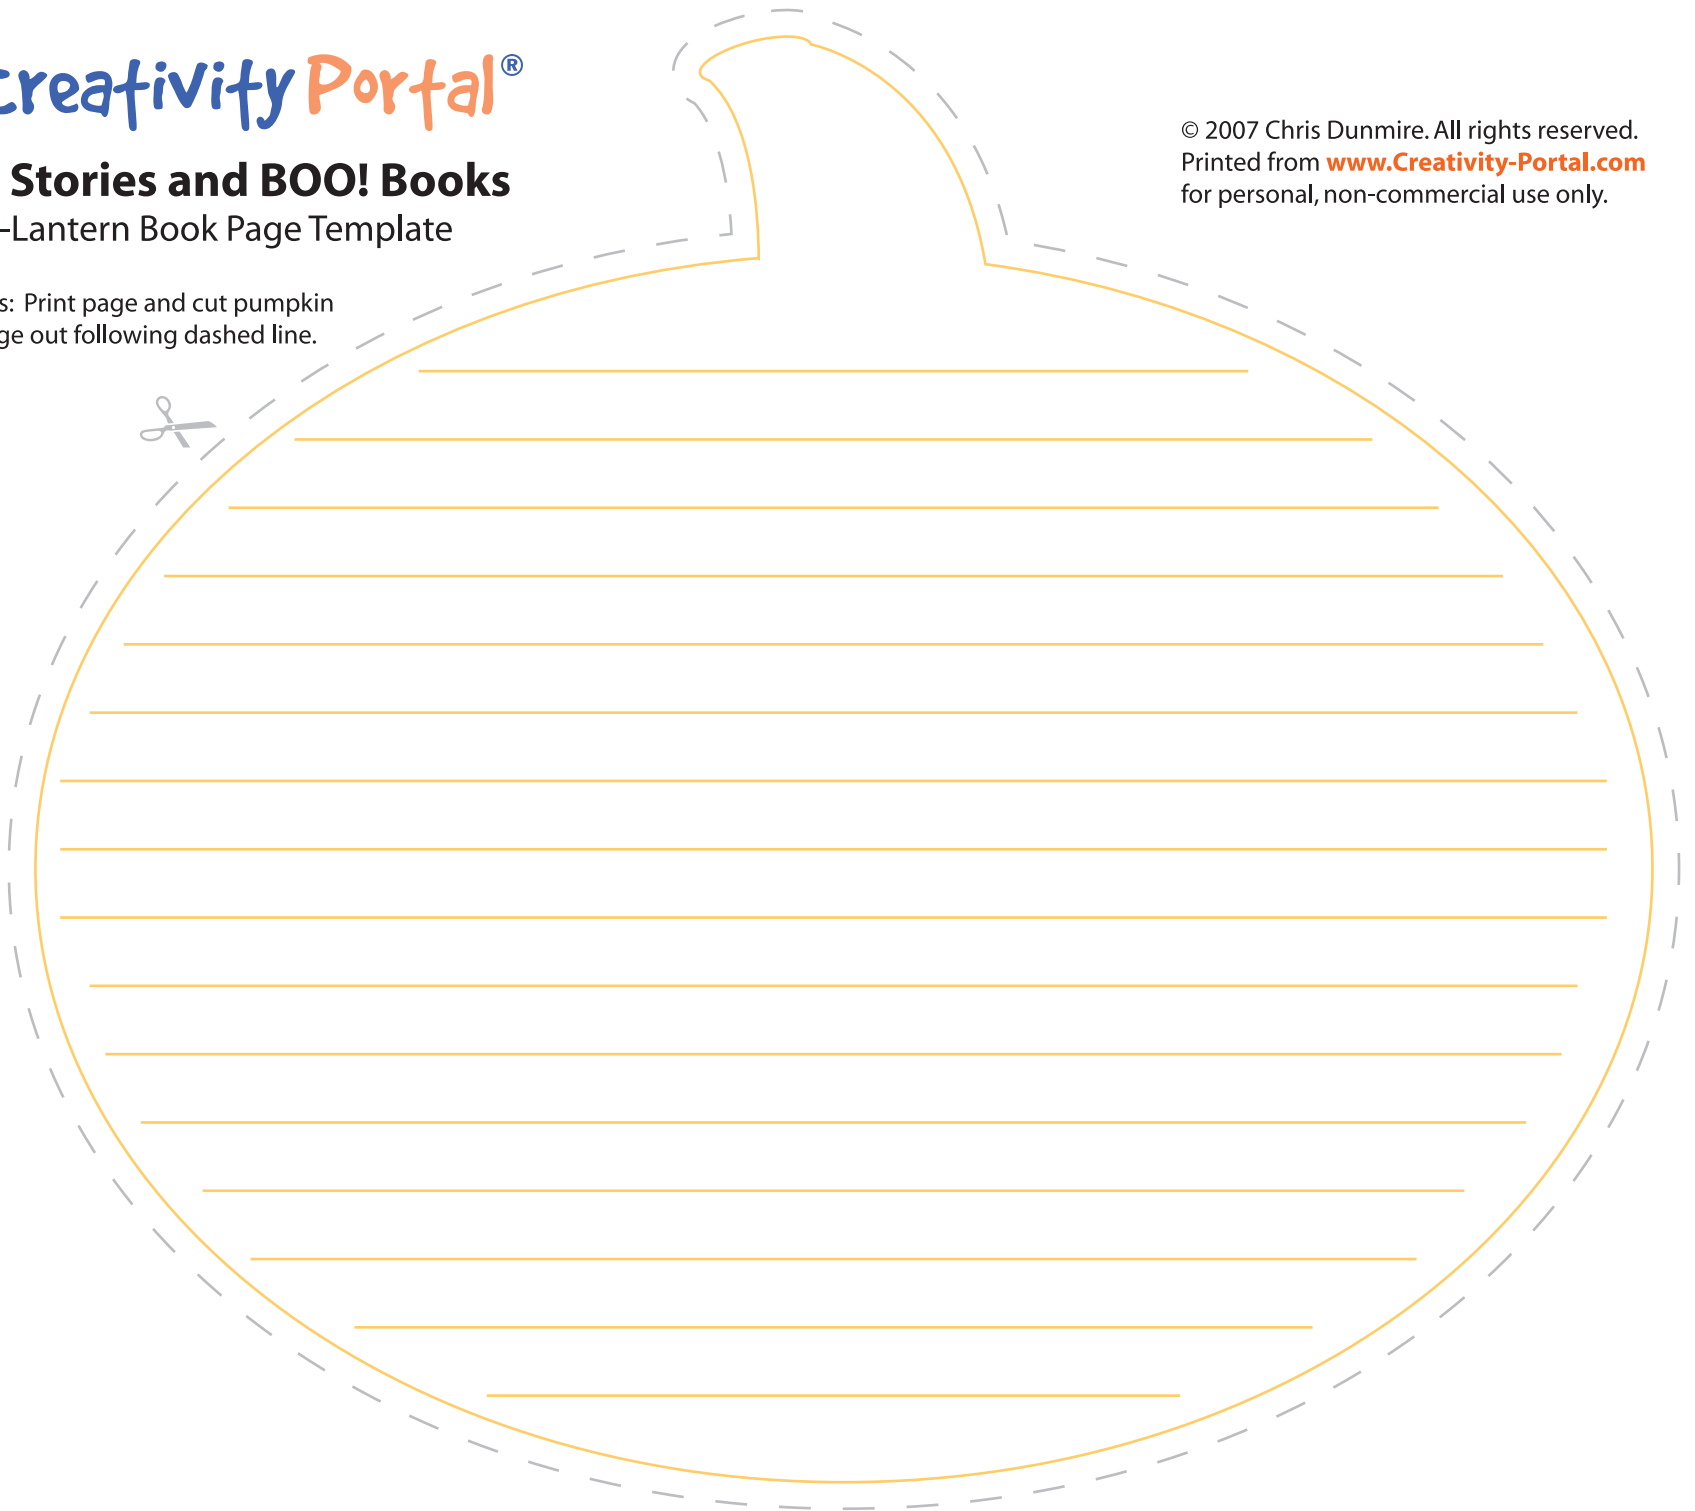 creativity Portal®
Stories and BOO! Books
-Lantern Book Page Template
s: Print page and cut pumpkin
ge out following dashed line.
© 2007 Chris Dunmire. All rights reserved.
Printed from www.Creativity-Portal.com
for personal, non-commercial use only.